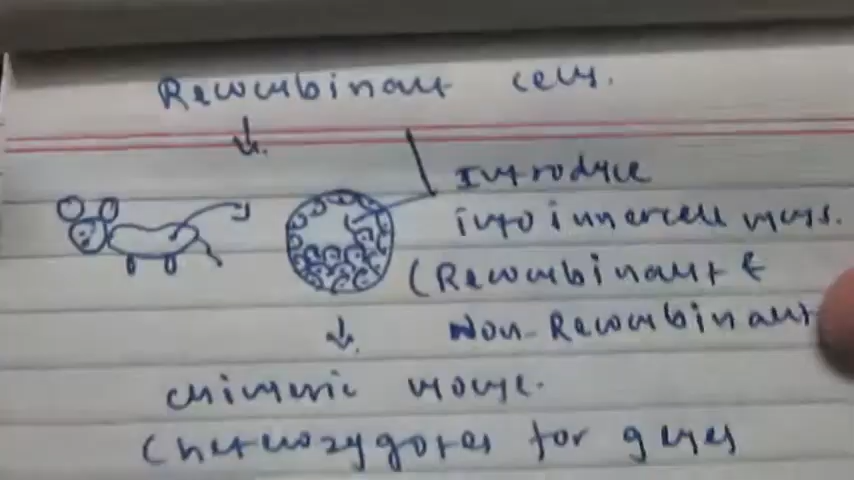 Recombinant cells.
Introduce
into inner cell mass.
(Recombinant &
Non-Recombinant
chimeric mouse.
(heterozygotes for genes